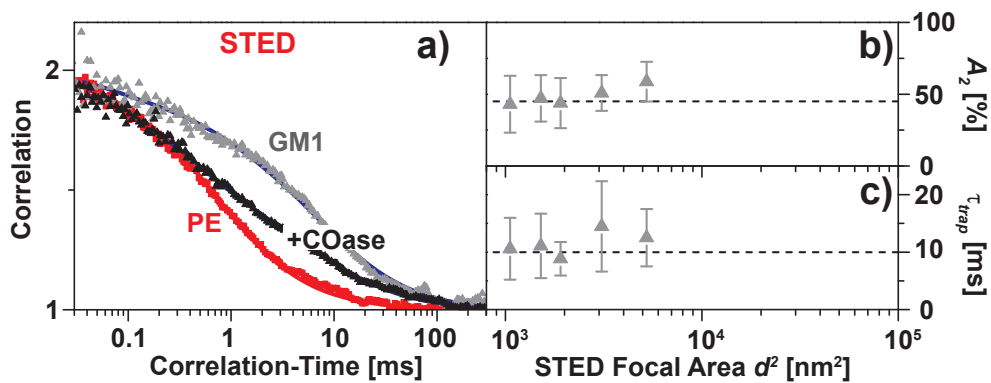 STED
a)
2
GM1
PE
+COase
1
Correlation
0.1 1 10 100
Correlation-Time [ms]
b)
100
50
0
A2 [%]
c)
20
10
0
τtrap [ms]
10³ 10⁴ 10⁵
STED Focal Area d² [nm²]